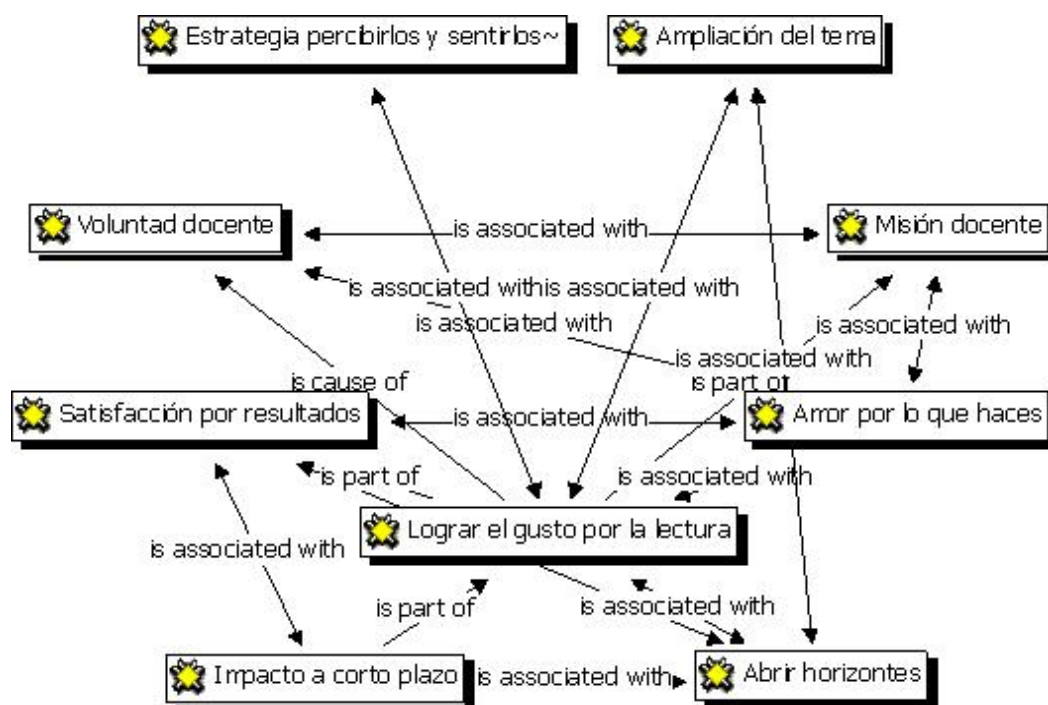 Estrategia percibirlos y sentirlos~
Ampliación del tema
Voluntad docente
is associated with
Misión docente
is associated with
is associated with
is associated with
is associated with
is associated with
is cause of
is part of
Satisfacción por resultados
is associated with
Amor por lo que haces
is part of
is associated with
Lograr el gusto por la lectura
is associated with
is part of
is associated with
Impacto a corto plazo
is associated with
Abrir horizontes